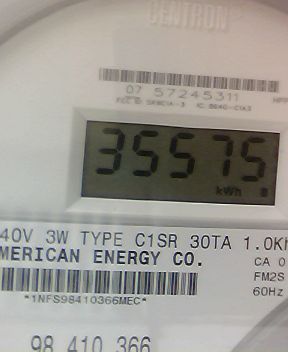 CENTRON
07 57245311
35575
kWh
40V 3W TYPE C1SR 30TA 1.0Kh
MERICAN ENERGY CO.
CA 0
FM2S
60Hz
*1NFS98410366MEC*
98 410 366